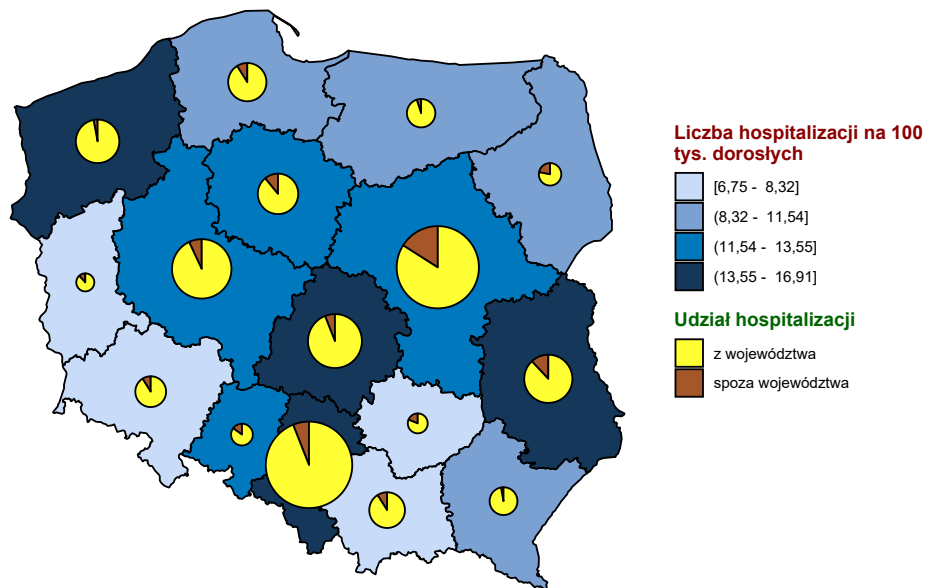 Liczba hospitalizacji na 100
tys. dorosłych
[6,75 - 8,32]
(8,32 - 11,54]
(11,54 - 13,55]
(13,55 - 16,91]
Udział hospitalizacji
z województwa
spoza województwa